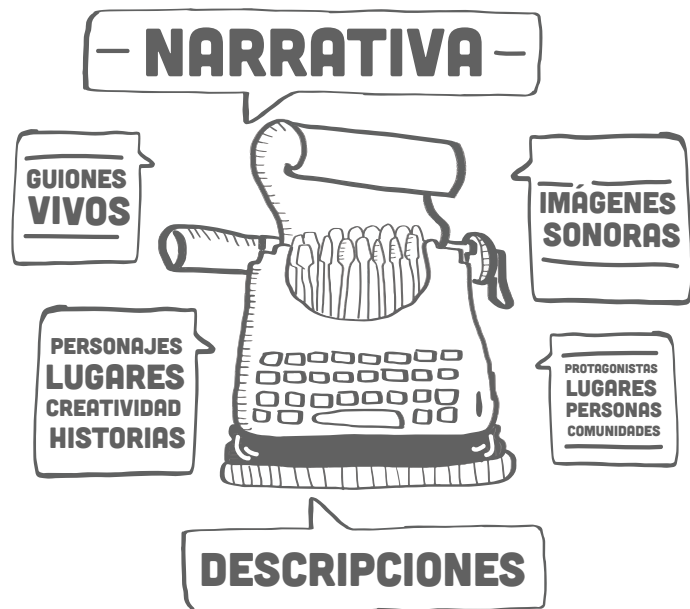 NARRATIVA
GUIONES
VIVOS
IMÁGENES
SONORAS
PERSONAJES
LUGARES
CREATIVIDAD
HISTORIAS
PROTAGONISTAS
LUGARES
PERSONAS
COMUNIDADES
DESCRIPCIONES